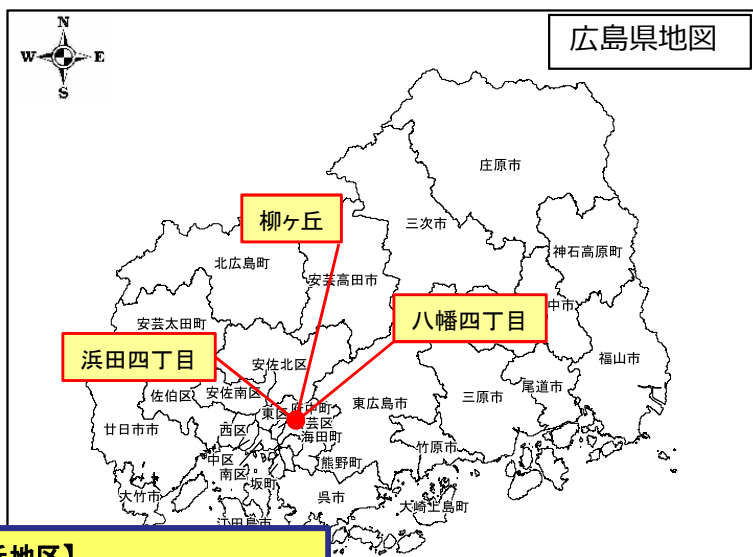 広島県地図
N
W E
S
庄原市
三次市
柳ヶ丘
神石高原町
北広島町
安芸高田市
安芸太田町
八幡四丁目
中市
浜田四丁目
安佐北区
福山市
佐伯区
安佐南区
東区
府中町
東広島市
三原市
尾道市
廿日市市
西区
芸区
海田町
竹原市
中区
熊野町
南区
坂町
大竹市
呉市
大崎上島町
江田島市
丘地区】